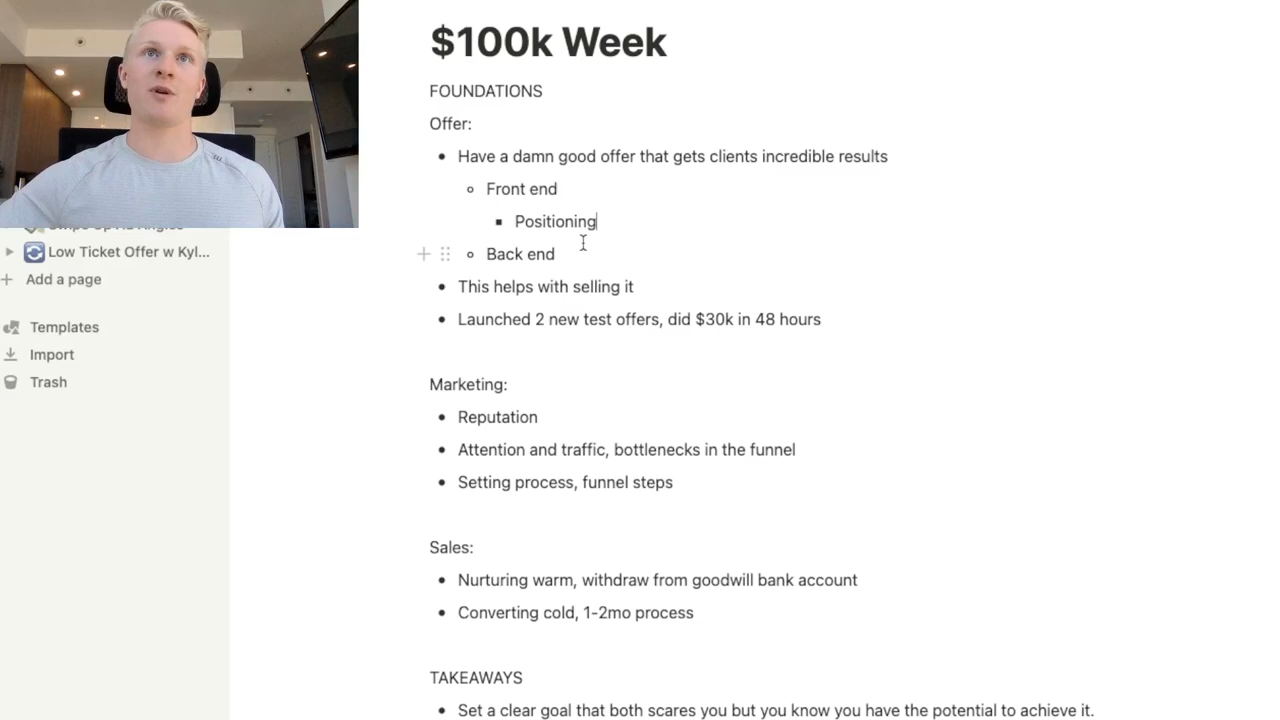 $100k Week
FOUNDATIONS
Offer:
Have a damn good offer that gets clients incredible results
Front end
Positioning
Back end
This helps with selling it
Launched 2 new test offers, did $30k in 48 hours
Marketing:
Reputation
Attention and traffic, bottlenecks in the funnel
Setting process, funnel steps
Sales:
Nurturing warm, withdraw from goodwill bank account
Converting cold, 1-2mo process
TAKEAWAYS
Set a clear goal that both scares you but you know you have the potential to achieve it.
Low Ticket Offer w Kyl...
Add a page
Templates
Import
Trash